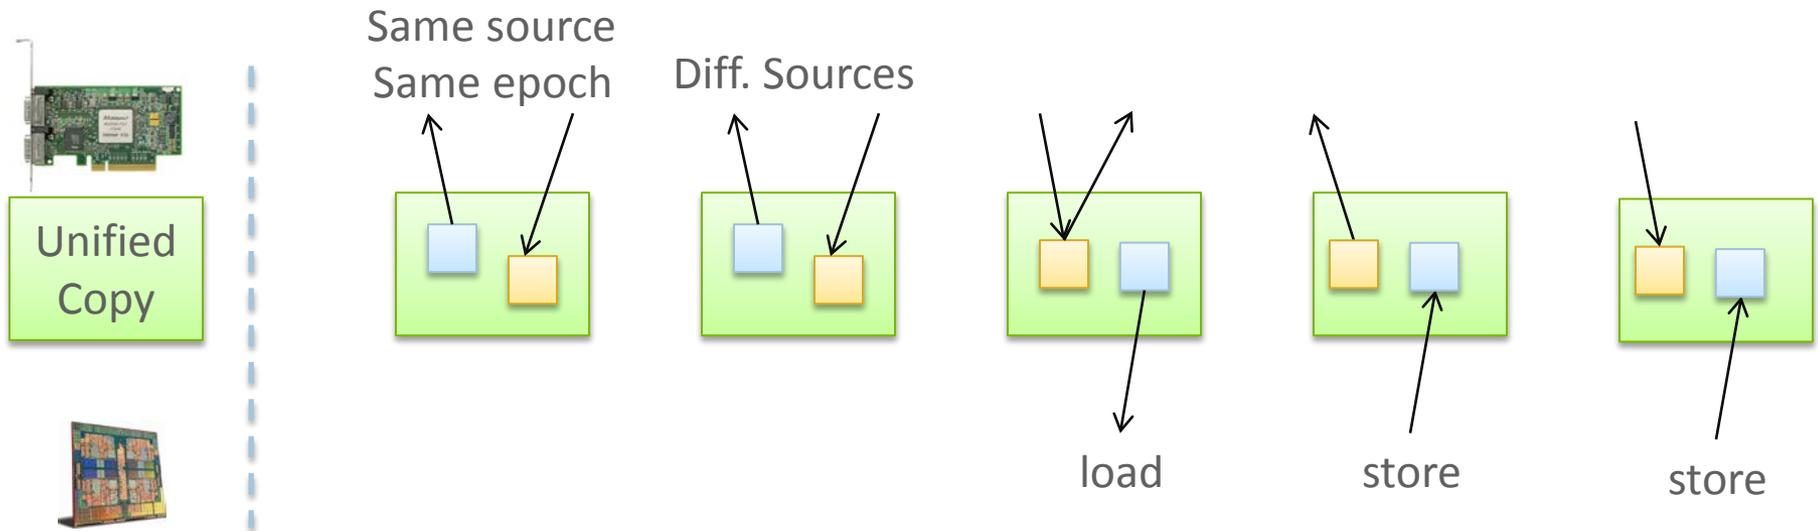 Same source
Same epoch
Diff. Sources
Unified
Copy
load
store
store